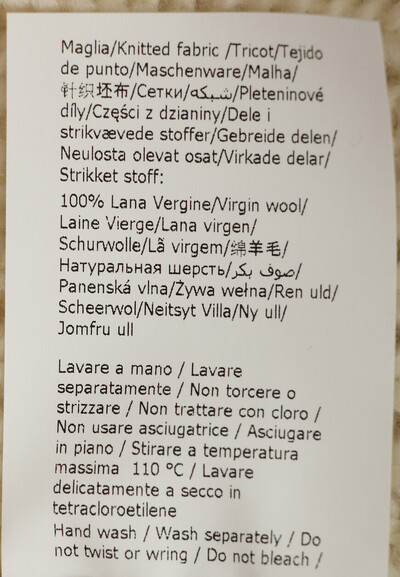 Maglia/Knitted fabric /Tricot/Tejido
de punto/Maschenware/Malha/
针织坯布/Сетки/شبكه/Pleteninové
díly/Części z dzianiny/Dele i
strikvævede stoffer/Gebreide delen/
Neulosta olevat osat/Virkade delar/
Strikket stoff:
100% Lana Vergine/Virgin wool/
Laine Vierge/Lana virgen/
Schurwolle/Lã virgem/绵羊毛/
Натуральная шерсть/صوف بكر/
Panenská vlna/Żywa wełna/Ren uld/
Scheerwol/Neitsyt Villa/Ny ull/
Jomfru ull
Lavare a mano / Lavare
separatamente / Non torcere o
strizzare / Non trattare con cloro /
Non usare asciugatrice / Asciugare
in piano / Stirare a temperatura
massima 110 °C / Lavare
delicatamente a secco in
tetracloroetilene
Hand wash / Wash separately / Do
not twist or wring / Do not bleach /